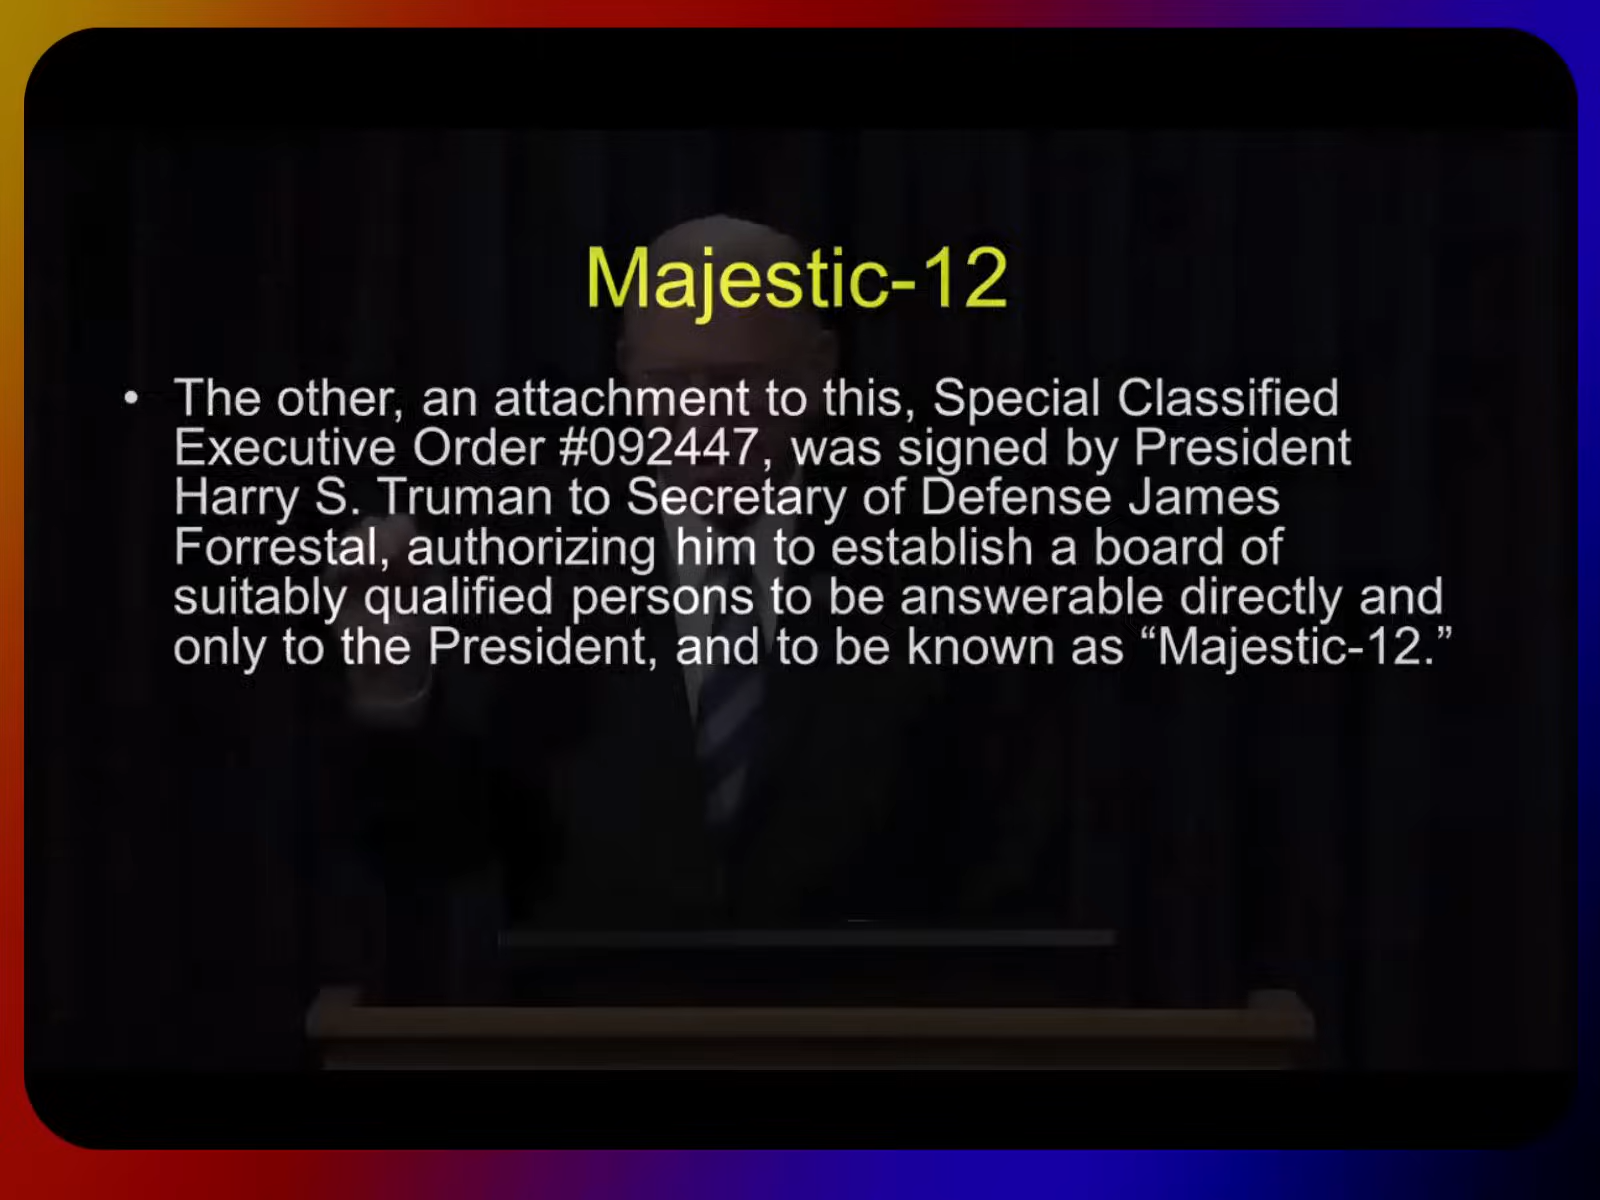 Majestic-12
• The other, an attachment to this, Special Classified
Executive Order #092447, was signed by President
Harry S. Truman to Secretary of Defense James
Forrestal, authorizing him to establish a board of
suitably qualified persons to be answerable directly and
only to the President, and to be known as “Majestic-12.”